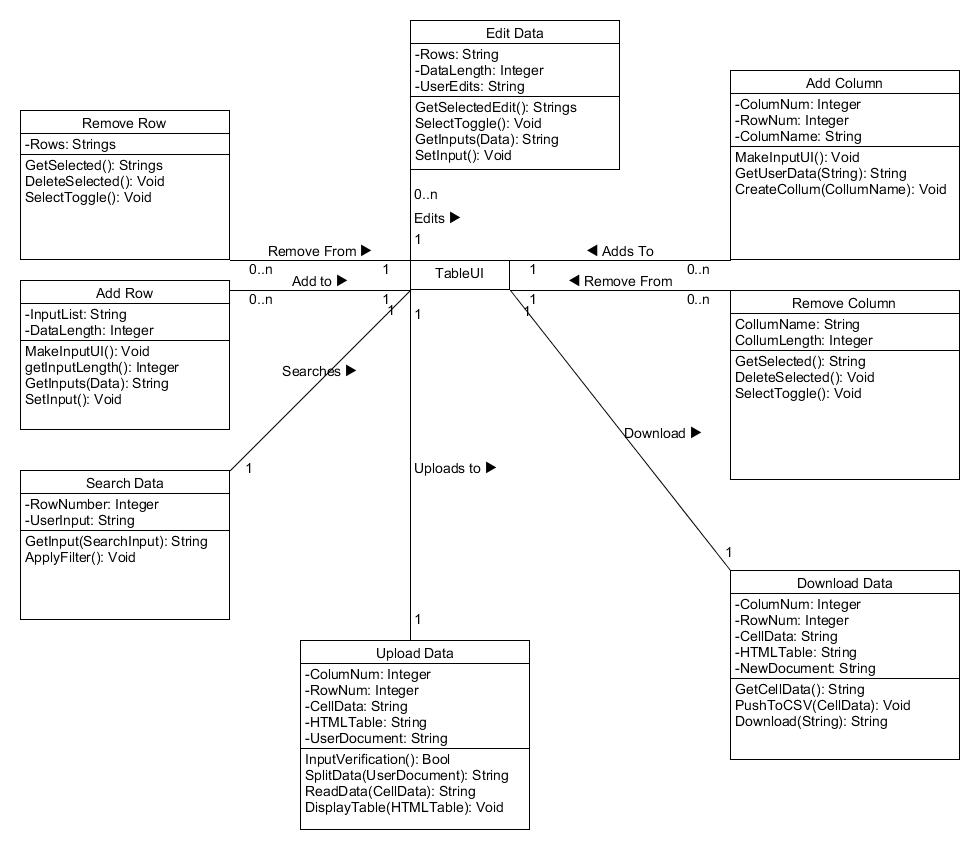 Edit Data
-Rows: String
-DataLength: Integer
-UserEdits: String
GetSelectedEdit(): Strings
SelectToggle(): Void
GetInputs(Data): String
SetInput(): Void
Add Column
-ColumNum: Integer
-RowNum: Integer
-ColumName: String
MakeInputUI(): Void
GetUserData(String): String
CreateCollum(CollumName): Void
Remove Row
-Rows: Strings
GetSelected(): Strings
DeleteSelected(): Void
SelectToggle(): Void
0..n
Edits ▶
1
Remove From ▶
0..n
1
◀ Adds To
1
0..n
TableUI
Add to ▶
0..n
1
◀ Remove From
1
0..n
Add Row
-InputList: String
-DataLength: Integer
MakeInputUI(): Void
getInputLength(): Integer
GetInputs(Data): String
SetInput(): Void
Remove Column
CollumName: String
CollumLength: Integer
GetSelected(): String
DeleteSelected(): Void
SelectToggle(): Void
1
Searches ▶
1
1
Uploads to ▶
1
1
Download ▶
1
Search Data
-RowNumber: Integer
-UserInput: String
GetInput(SearchInput): String
ApplyFilter(): Void
Upload Data
-ColumNum: Integer
-RowNum: Integer
-CellData: String
-HTMLTable: String
-UserDocument: String
InputVerification(): Bool
SplitData(UserDocument): String
ReadData(CellData): String
DisplayTable(HTMLTable): Void
Download Data
-ColumNum: Integer
-RowNum: Integer
-CellData: String
-HTMLTable: String
-NewDocument: String
GetCellData(): String
PushToCSV(CellData): Void
Download(String): String